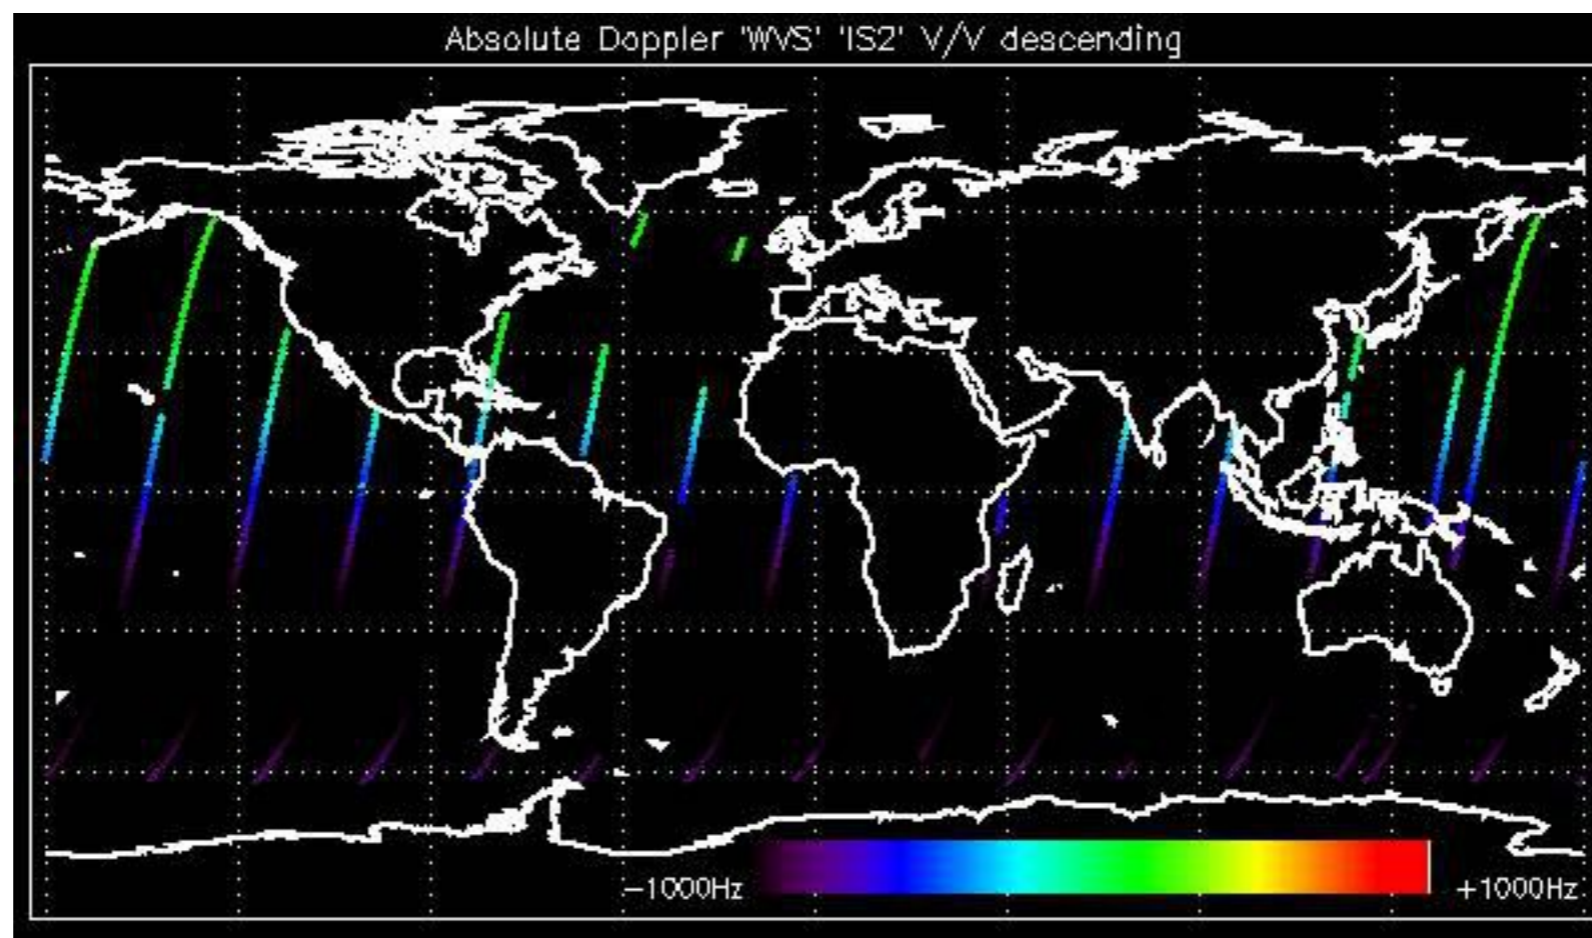 Absolute Doppler 'WVS' 'IS2' V/V descending
−1000Hz
+1000Hz